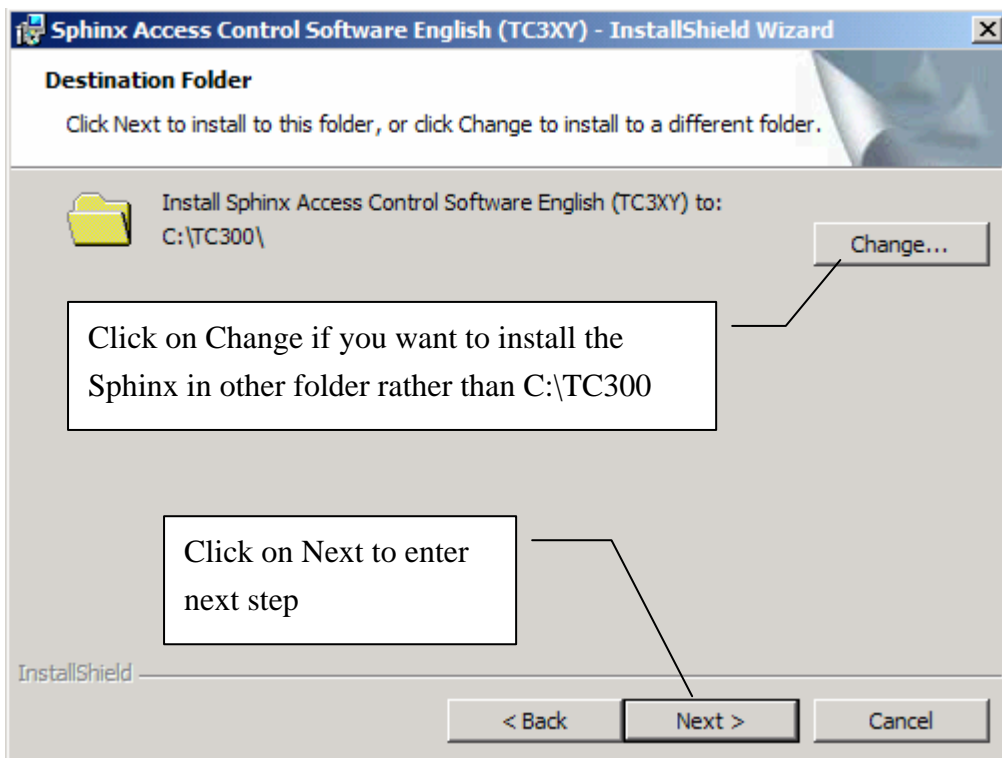 Sphinx Access Control Software English (TC3XY) - InstallShield Wizard
Destination Folder
Click Next to install to this folder, or click Change to install to a different folder.
Install Sphinx Access Control Software English (TC3XY) to:
C:\TC300\
Change...
Click on Change if you want to install the
Sphinx in other folder rather than C:\TC300
Click on Next to enter
next step
InstallShield
< Back
Next >
Cancel